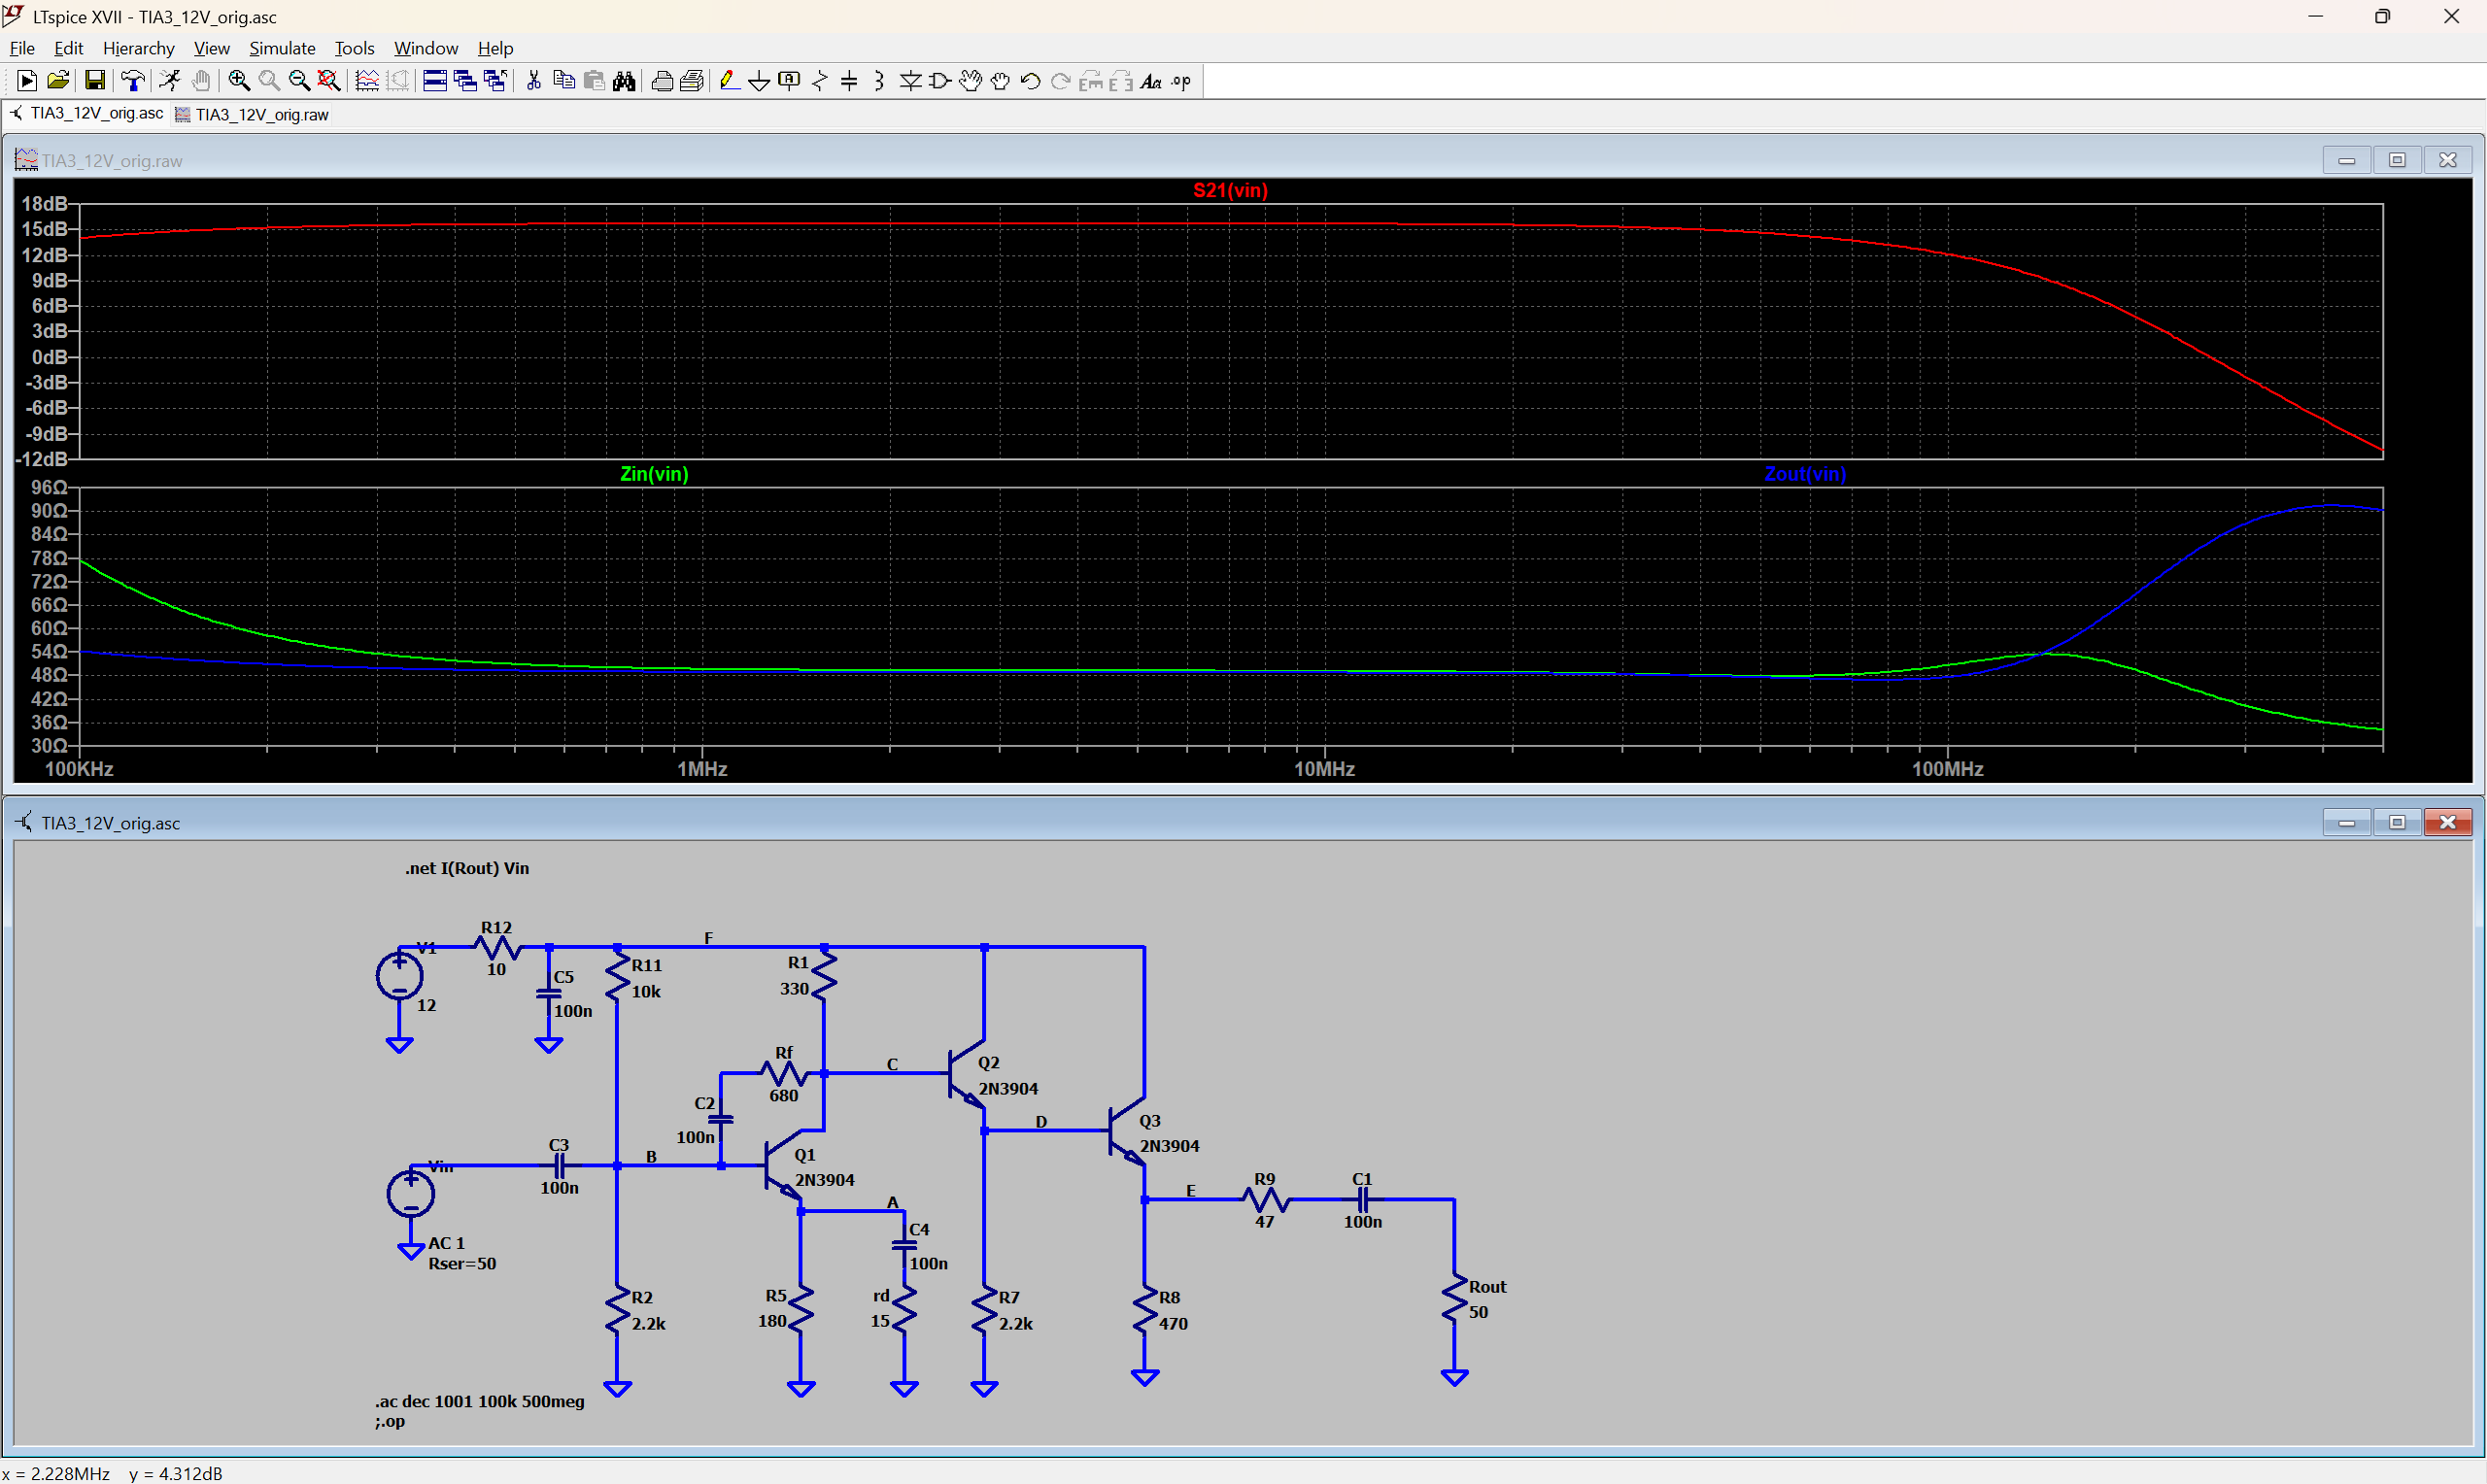 LTspice XVII - TIA3_12V_orig.asc
File Edit Hierarchy View Simulate Tools Window Help
.op
TIA3_12V_orig.asc TIA3_12V_orig.raw
TIA3_12V_orig.raw
S21(vin)
18dB
15dB
12dB
9dB
6dB
3dB
0dB
-3dB
-6dB
-9dB
-12dB
Zin(vin) Zout(vin)
96Ω
90Ω
84Ω
78Ω
72Ω
66Ω
60Ω
54Ω
48Ω
42Ω
36Ω
30Ω
100KHz 1MHz 10MHz 100MHz
TIA3_12V_orig.asc
.net I(Rout) Vin
V1
12
R12
10
C5
100n
F
R11
10k
R1
330
Rf
680
C
C2
100n
Q2
2N3904
D
Q3
2N3904
Vin
AC 1
Rser=50
C3
100n
B
Q1
2N3904
A
C4
100n
E
R9
47
C1
100n
R2
2.2k
R5
180
rd
15
R7
2.2k
R8
470
Rout
50
.ac dec 1001 100k 500meg
;.op
x = 2.228MHz y = 4.312dB